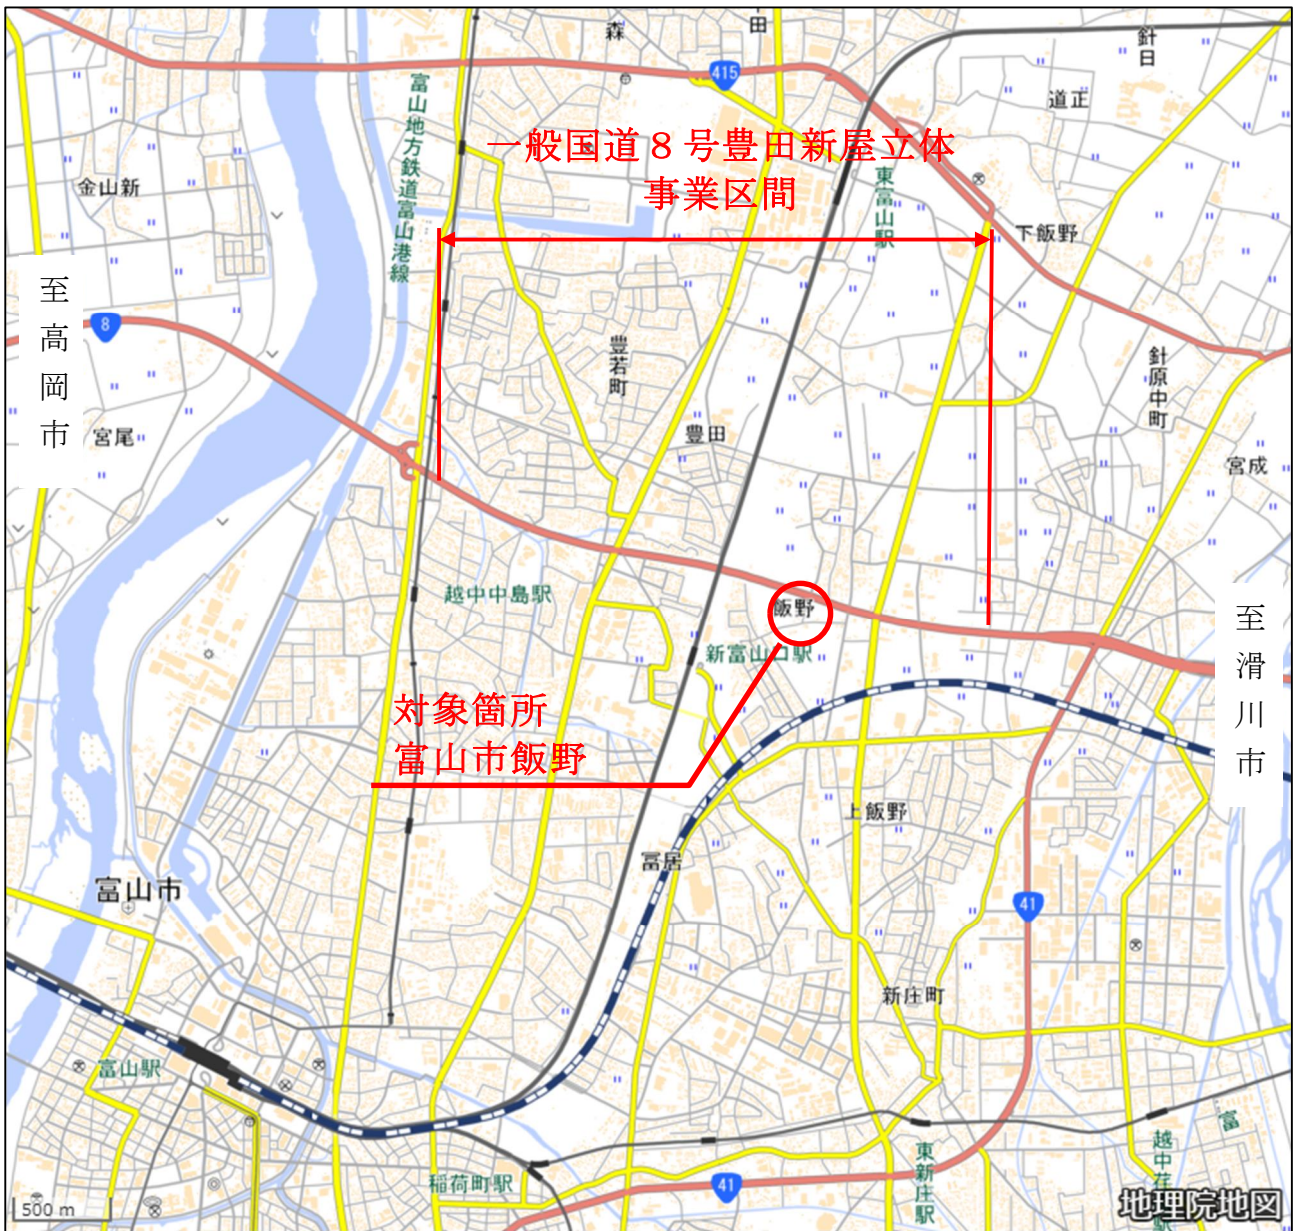 森
田
針
日
415
道正
富山地方鉄道富山港線
一般国道８号豊田新屋立体
事業区間
金山新
東富山駅
下飯野
至高岡市
8
豊若町
針原中町
宮尾
豊田
宮成
越中中島駅
飯野
新富山口駅
至滑川市
対象箇所
富山市飯野
上飯野
冨居
富山市
41
新庄町
富山駅
稲荷町駅
41
東新庄駅
富
越中荏
500 m
地理院地図